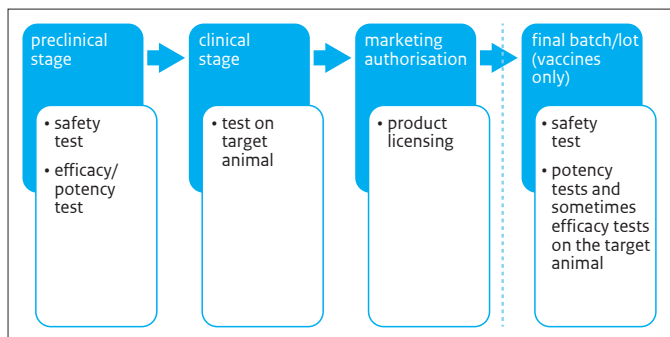 preclinical
stage
• safety
test
• efficacy/
potency
test
clinical
stage
• test on
target
animal
marketing
authorisation
• product
licensing
final batch/lot
(vaccines
only)
• safety
test
• potency
tests and
sometimes
efficacy tests
on the target
animal